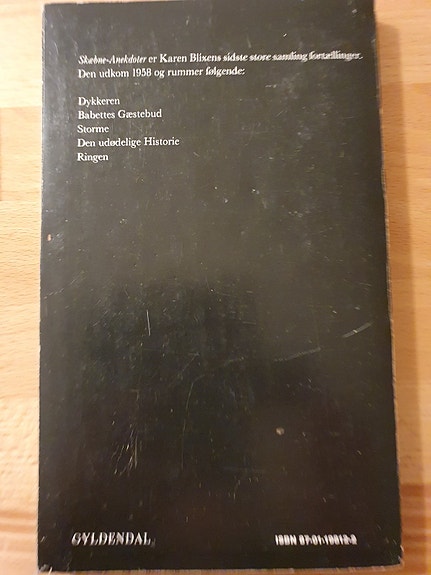 Skæbne-Anekdoter er Karen Blixens sidste store samling fortællinger.
Den udkom 1958 og rummer følgende:
Dykkeren
Babettes Gæstebud
Storme
Den udødelige Historie
Ringen
GYLDENDAL
ISBN